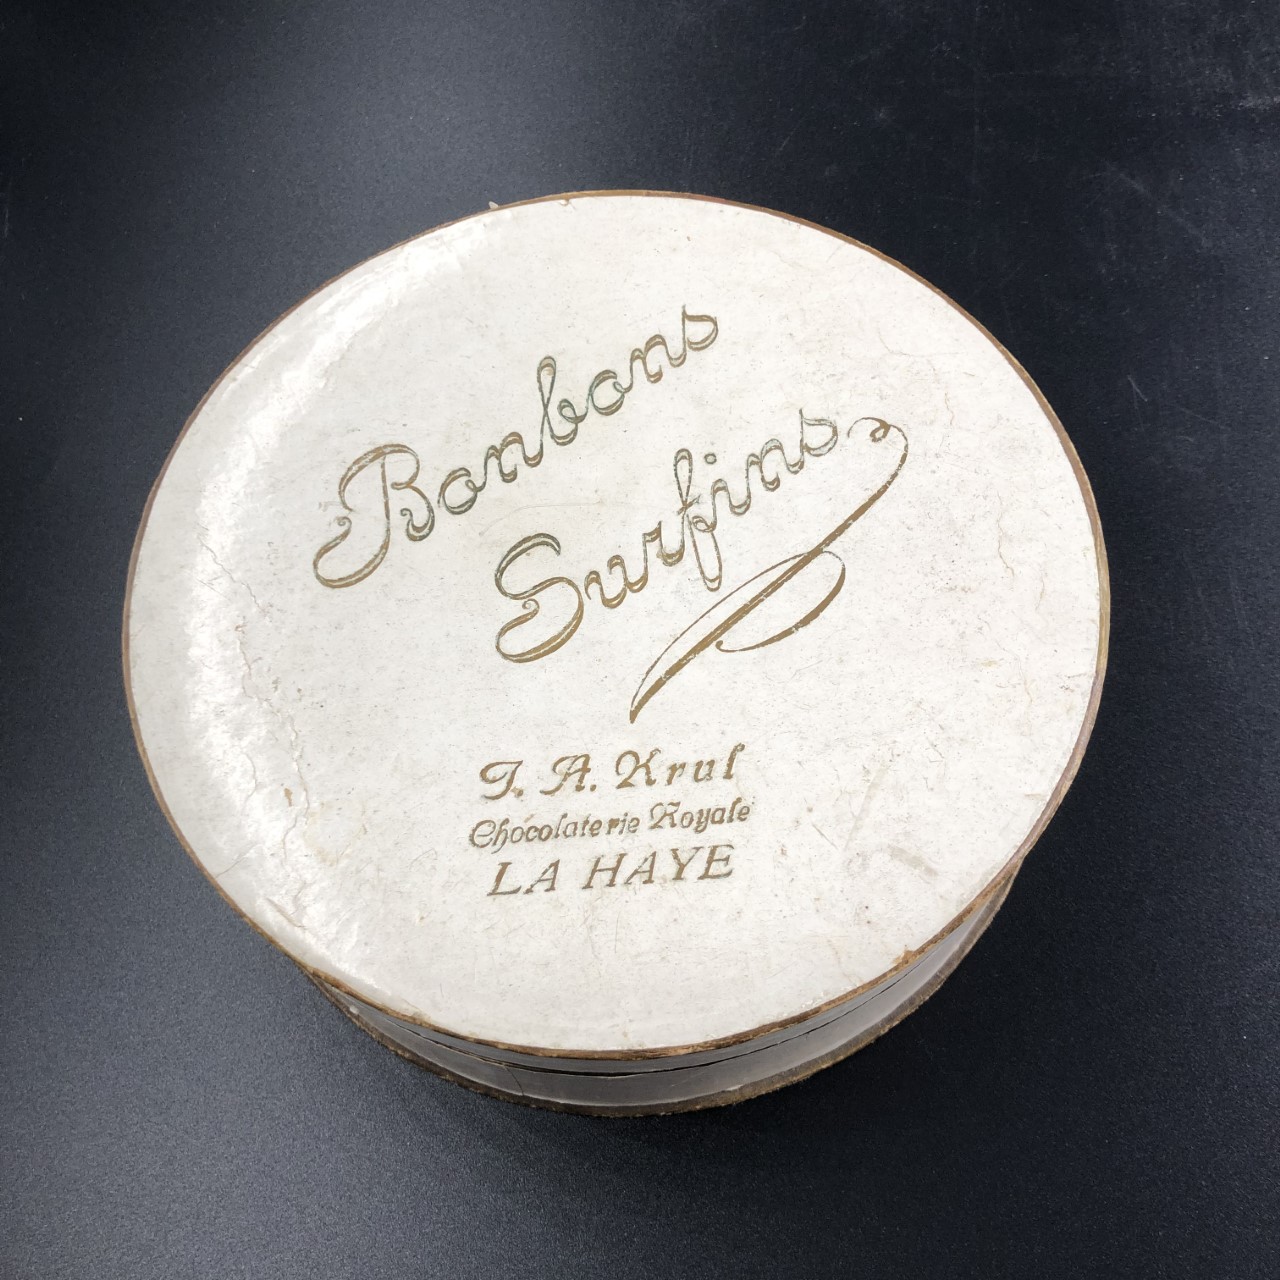 Bonbons
Surfins
J. A. Krul
Chocolaterie Royale
LA HAYE